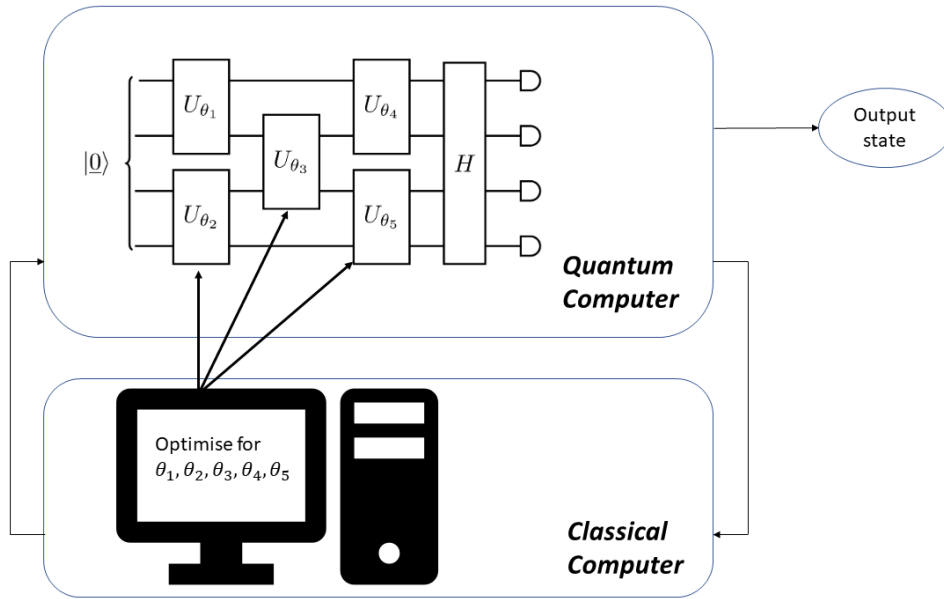 |0⟩
U_θ₁
U_θ₂
U_θ₃
U_θ₄
U_θ₅
H
Output
state
Quantum
Computer
Optimise for
θ₁, θ₂, θ₃, θ₄, θ₅
Classical
Computer